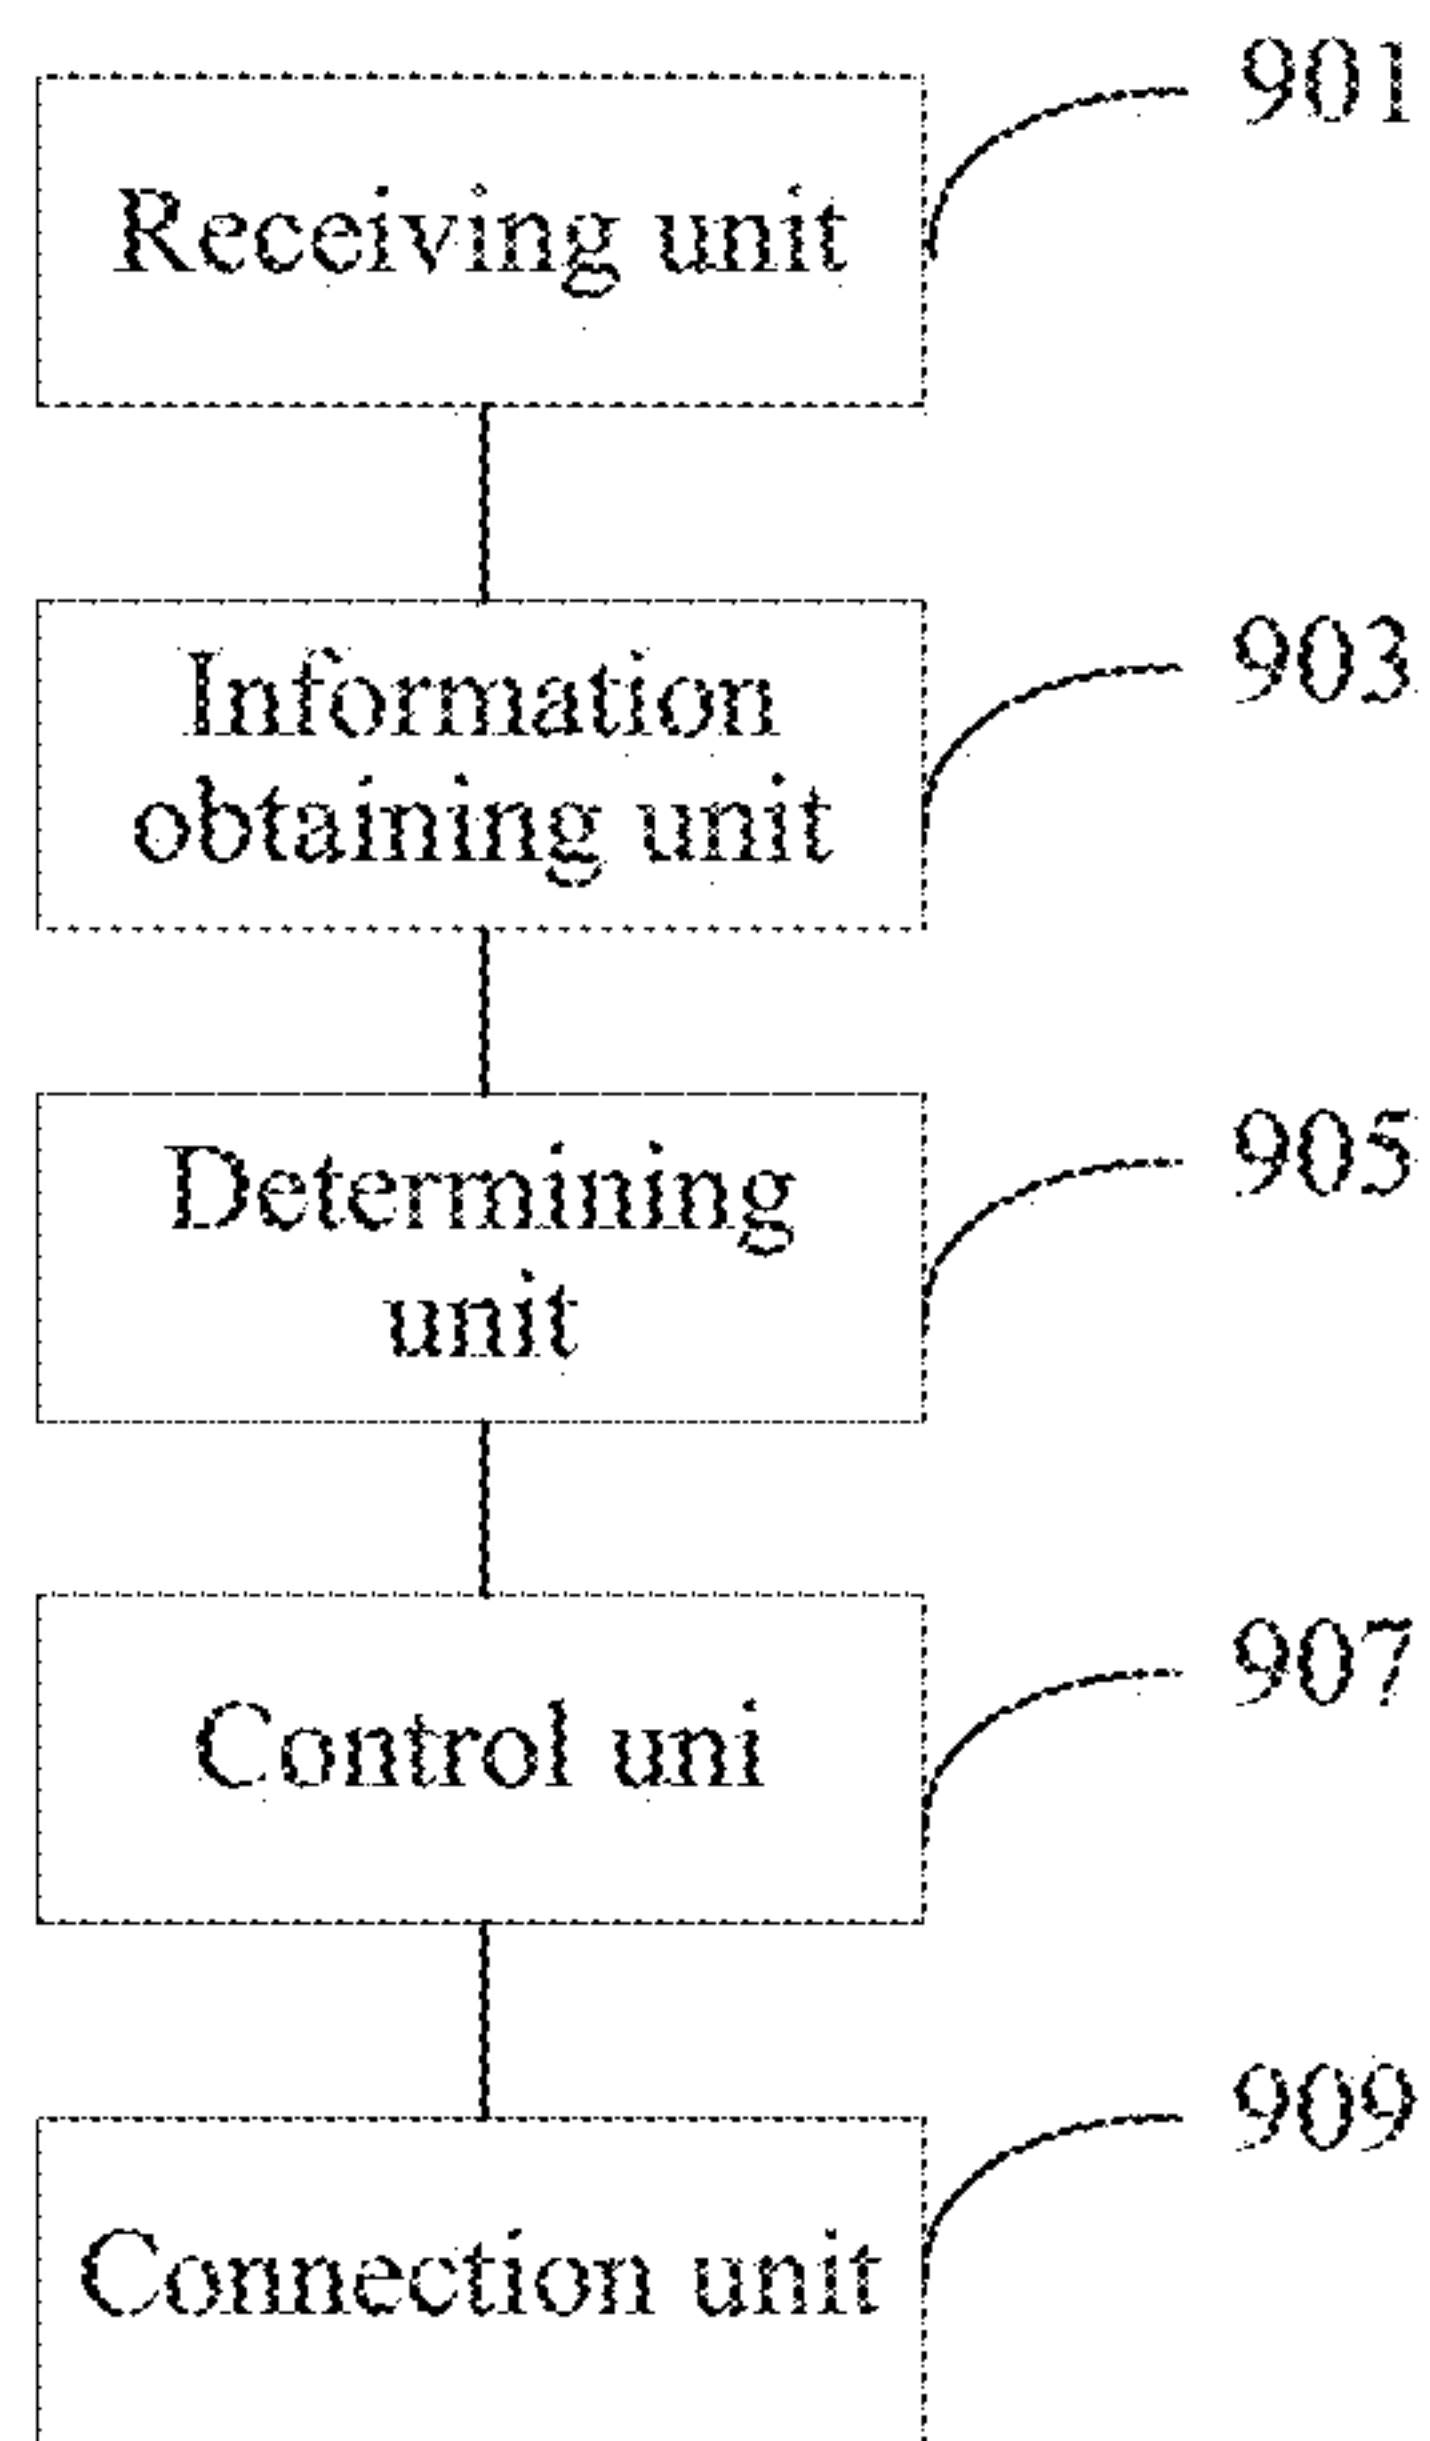 901
Receiving unit
903
Information
obtaining unit
905
Determining
unit
907
Control uni
909
Connection unit